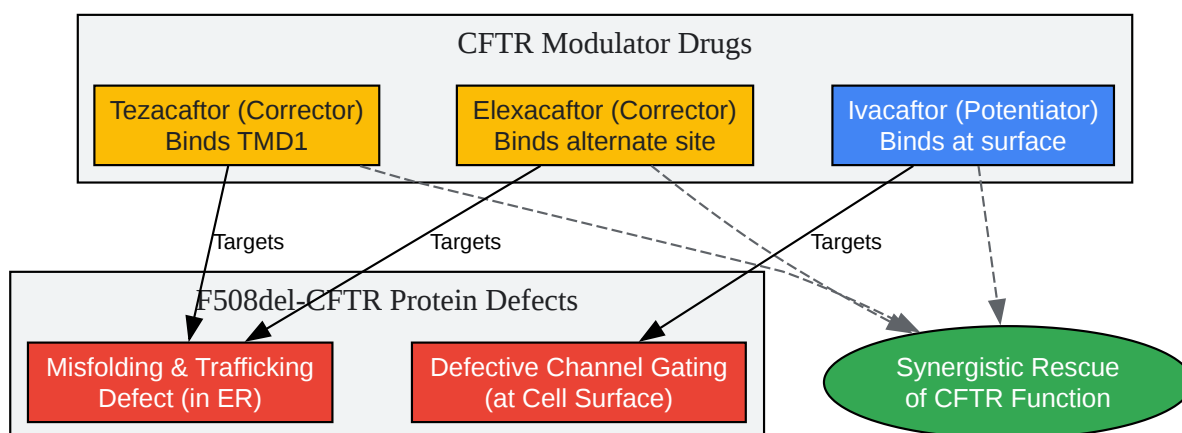 CFTR Modulator Drugs
Tezacaftor (Corrector)
Binds TMD1
Elexacaftor (Corrector)
Binds alternate site
Ivacaftor (Potentiator)
Binds at surface
Targets
Targets
Targets
F508del-CFTR Protein Defects
Misfolding & Trafficking
Defect (in ER)
Defective Channel Gating
(at Cell Surface)
Synergistic Rescue
of CFTR Function